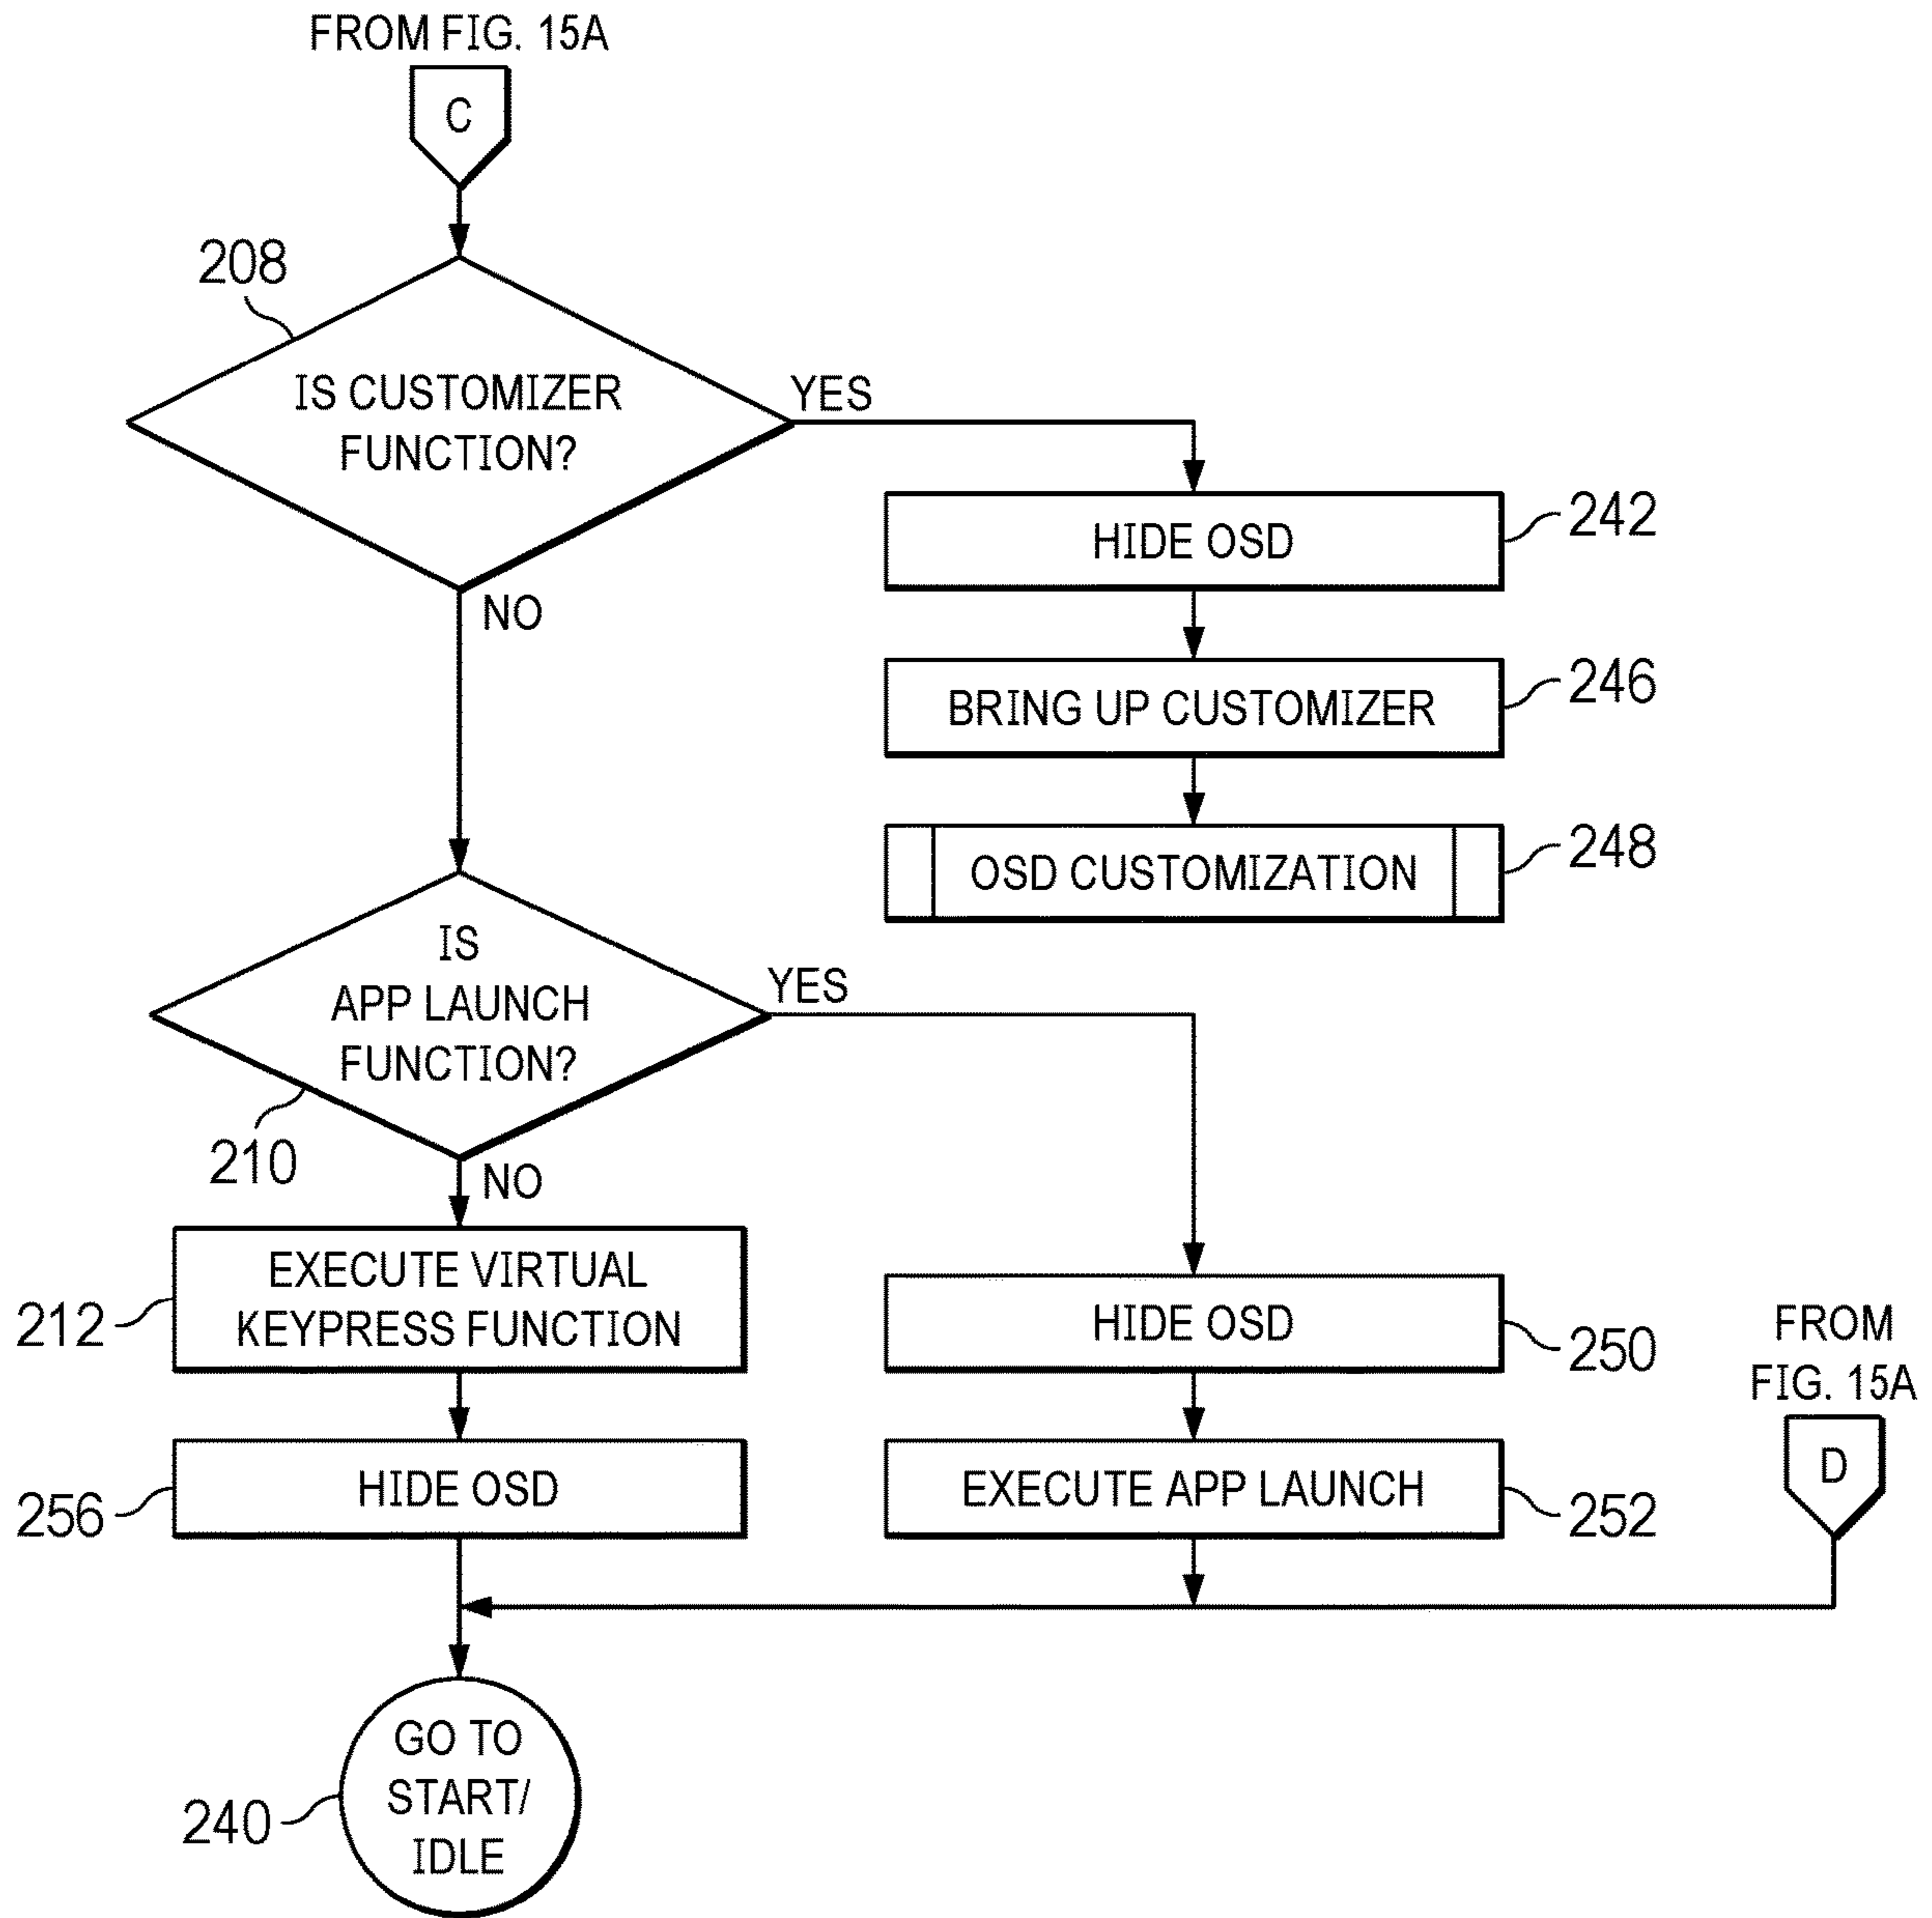 FROM FIG. 15A
C
208
IS CUSTOMIZER
FUNCTION?
YES
NO
HIDE OSD
242
BRING UP CUSTOMIZER
246
OSD CUSTOMIZATION
248
IS
APP LAUNCH
FUNCTION?
YES
210
NO
EXECUTE VIRTUAL
KEYPRESS FUNCTION
212
HIDE OSD
256
HIDE OSD
250
EXECUTE APP LAUNCH
252
FROM
FIG. 15A
D
GO TO
START/
IDLE
240